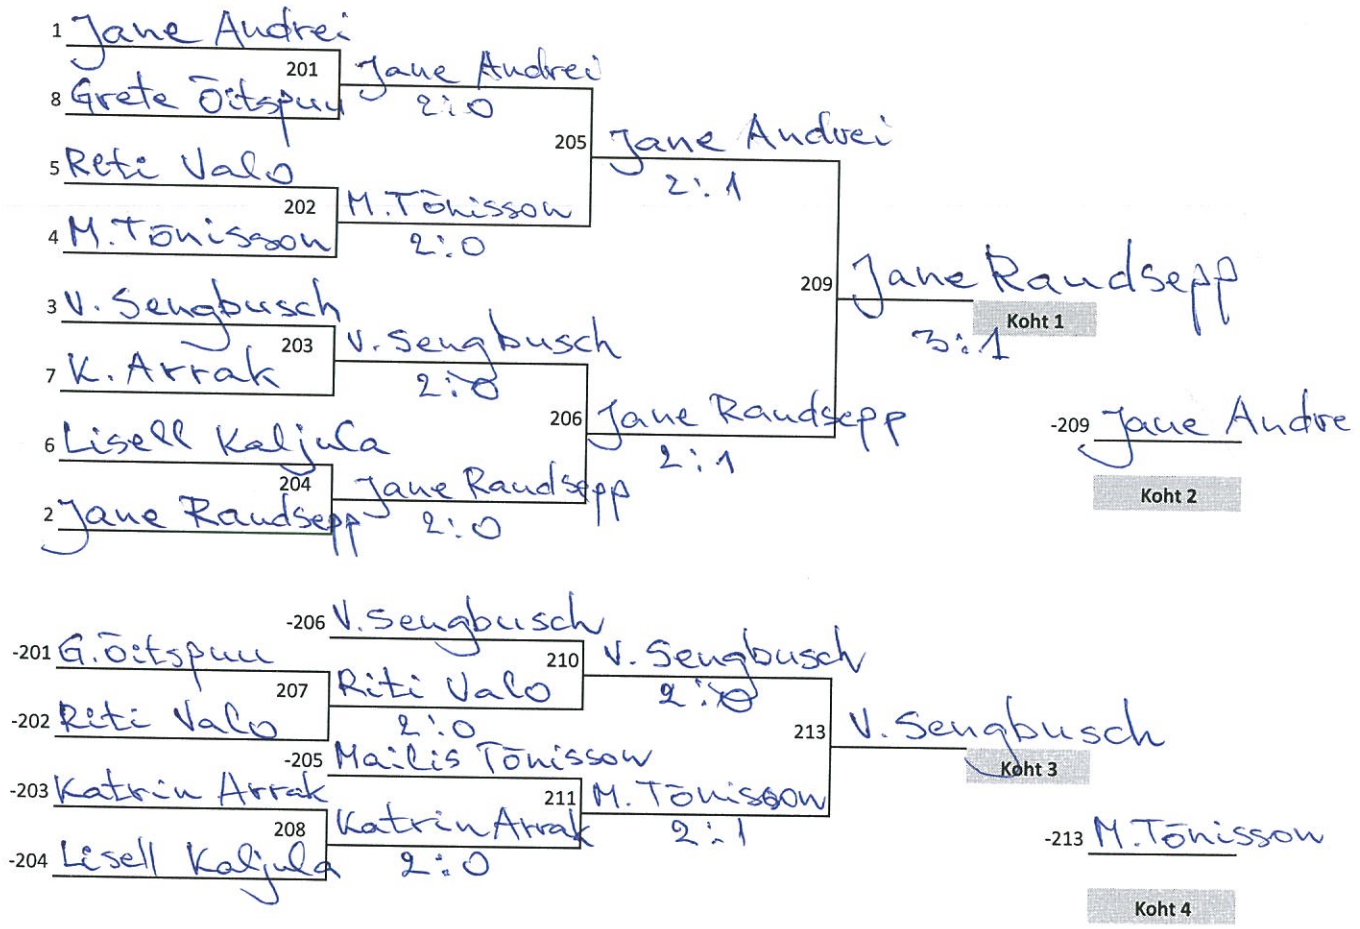 1 Jane Andrei
201 Jane Andrei
8 Grete Õitspuu
2:0
205 Jane Andrei
2:1
5 Reti Valo
202 M. Tõnisson
4 M. Tõnisson
2:0
209 Jane Raudsepp
Koht 1
3:1
3 V. Sengbusch
203 V. Sengbusch
7 K. Arrak
2:0
206 Jane Raudsepp
2:1
-209 Jane Andre
Koht 2
6 Lisell Kaljula
204 Jane Raudsepp
2 Jane Raudsepp
2:0
-206 V. Sengbusch
-201 G. Õitspuu
210 V. Sengbusch
2:0
207 Riti Valo
-202 Riti Valo
2:0
213 V. Sengbusch
Koht 3
-205 Mailis Tõnisson
-203 Katrin Arrak
211 M. Tõnisson
2:1
208 Katrin Arrak
-204 Lisell Kaljula
2:0
-213 M. Tõnisson
Koht 4